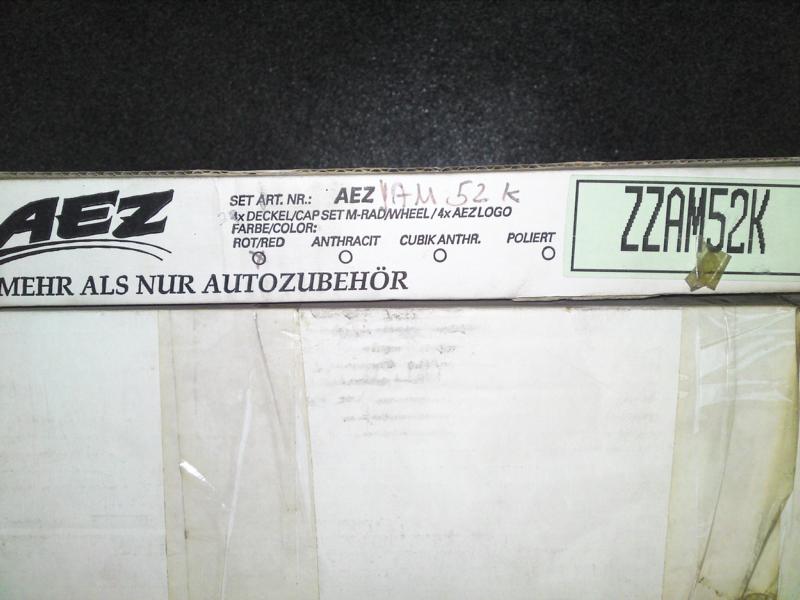 AEZ
MEHR ALS NUR AUTOZUBEHÖR
SET ART. NR.: AEZ
4x DECKEL/CAP SET M-RAD/WHEEL / 4x AEZ LOGO
FARBE/COLOR:
ROT/RED ANTHRACIT CUBIK ANTHR. POLIERT
ZZAM52K